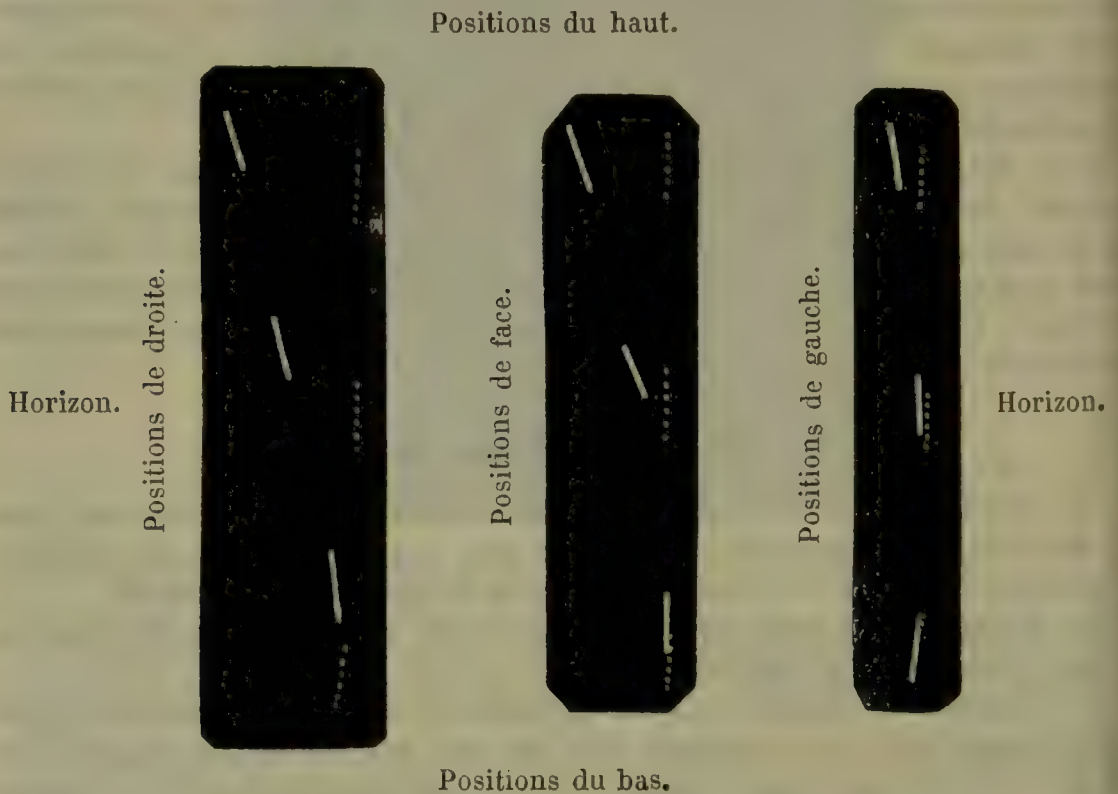 Positions du haut.
Horizon.
Positions de droite.
Positions de face.
Positions de gauche.
Horizon.
Positions du bas.